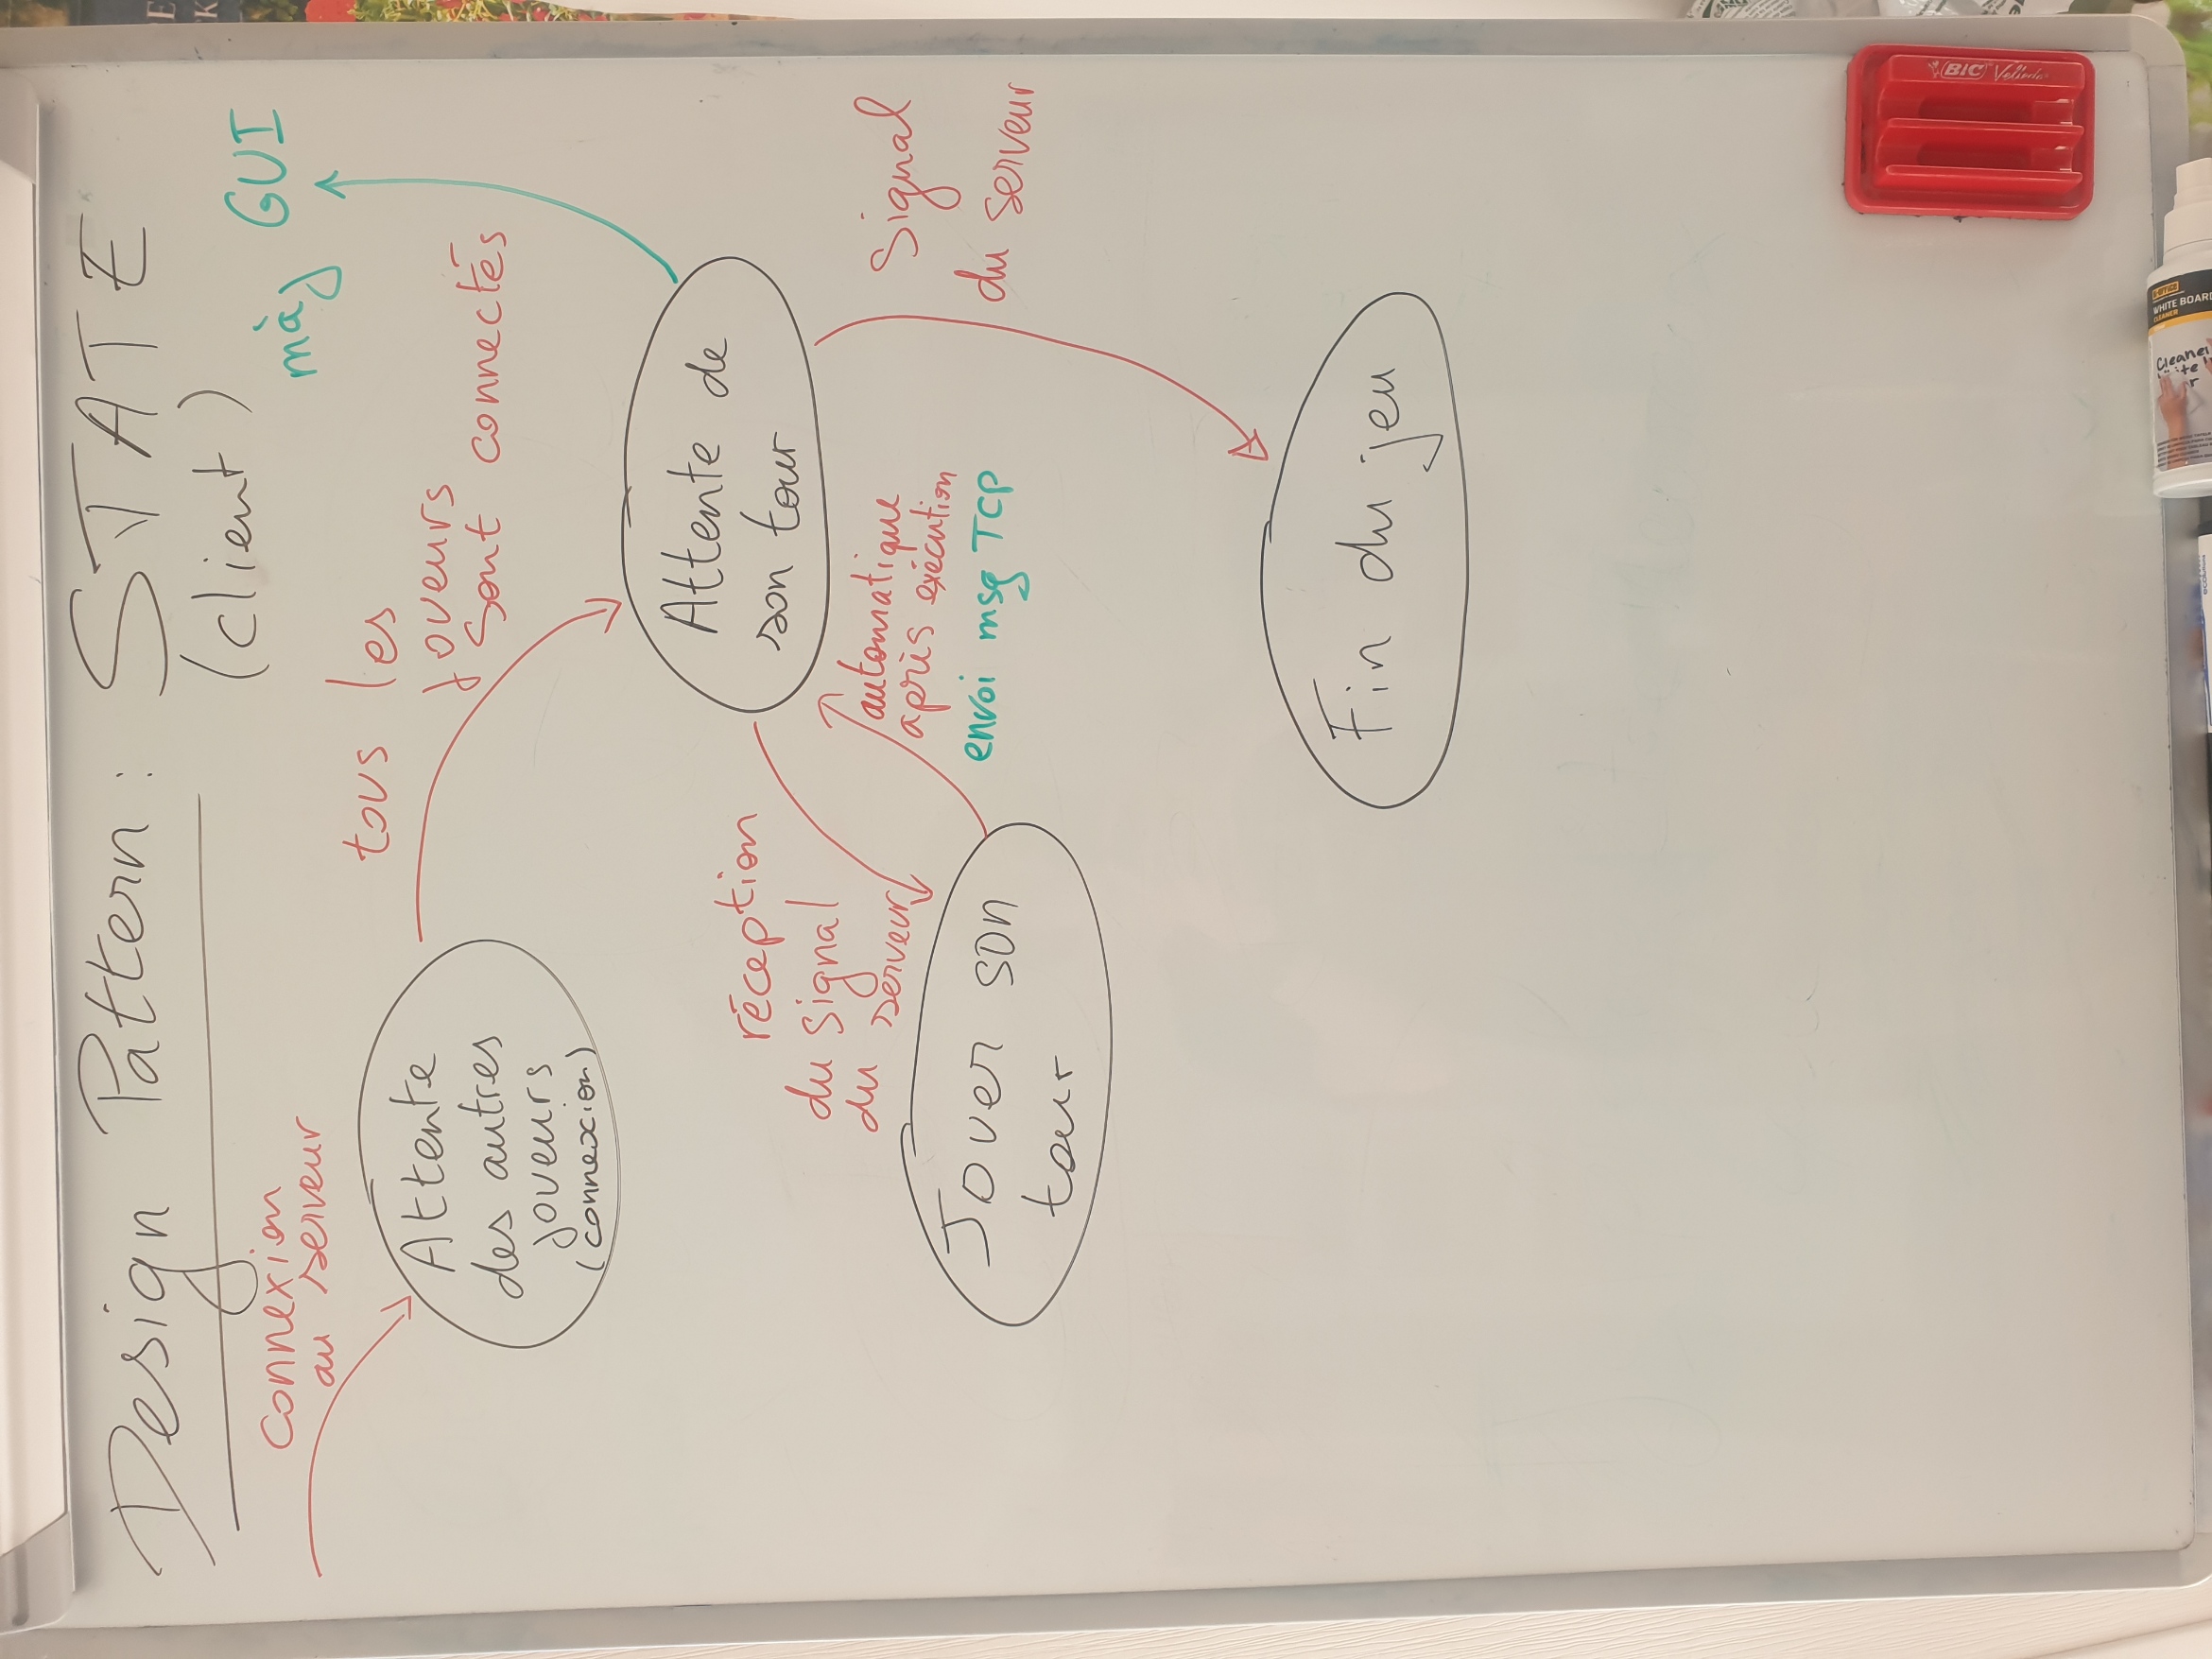 Design Pattern : STATE
(client)
Connexion
au serveur
màj GUI
tous les
joueurs
sont connectés
Attente
des autres
joueurs
(connexion)
Attente de
son tour
réception
du signal
du serveur
automatique
après exécution
envoi msg TCP
Signal
du serveur
Jouer son
tour
Fin du jeu
BIC Velleda
WHITE BOARD